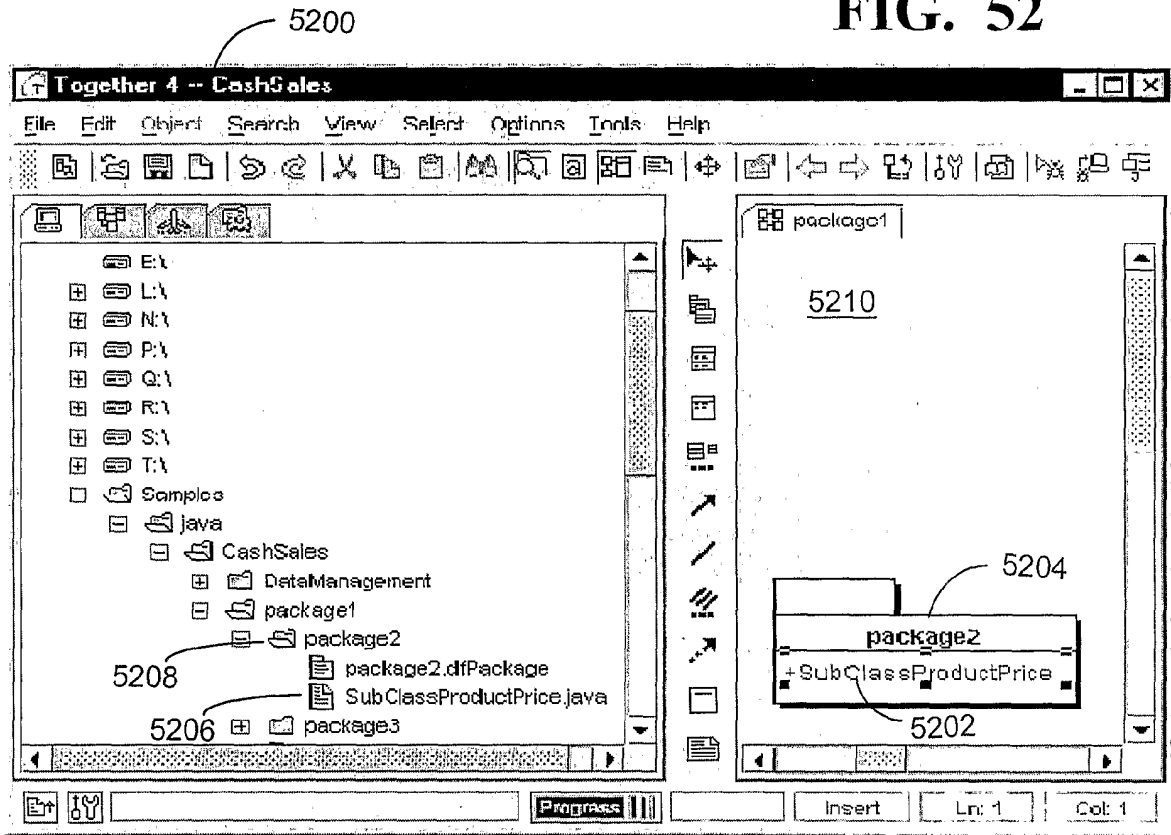 FIG. 52
5200
Together 4 -- CashSales
File Edit Object Search View Select Options Tools Help
package1
E:\
L:\
N:\
P:\
Q:\
R:\
S:\
T:\
Samples
java
CashSales
DataManagement
package1
package2
package2.dfPackage
SubClassProductPrice.java
package3
5208
5206
5210
5204
package2
+SubClassProductPrice
5202
Progress
Insert
Ln: 1
Col: 1